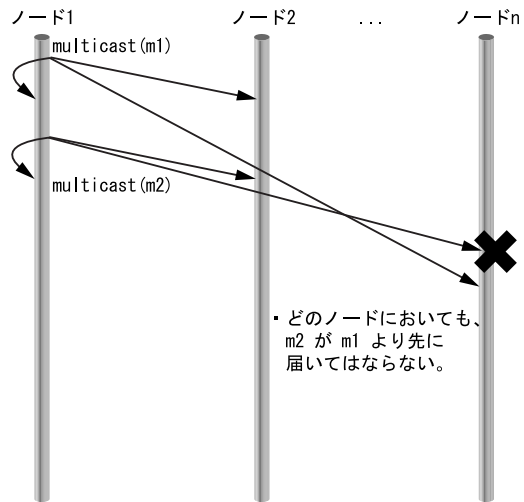 ノード1 ノード2 ... ノードn
multicast(m1)
multicast(m2)
・どのノードにおいても、
m2 が m1 より先に
届いてはならない。